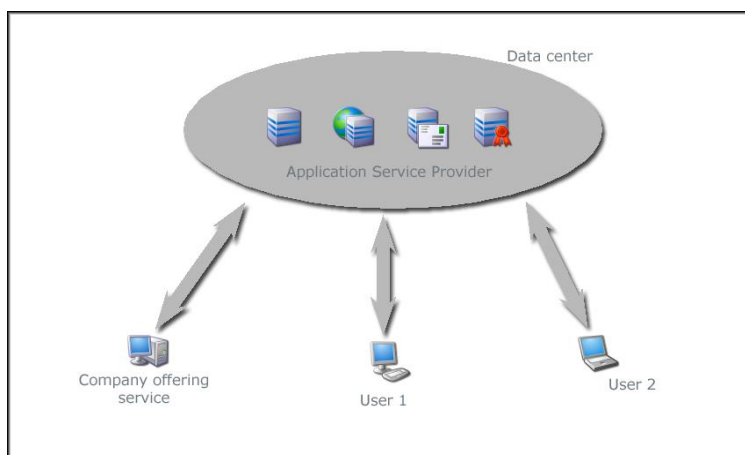 Data center
Application Service Provider
Company offering
service
User 1
User 2